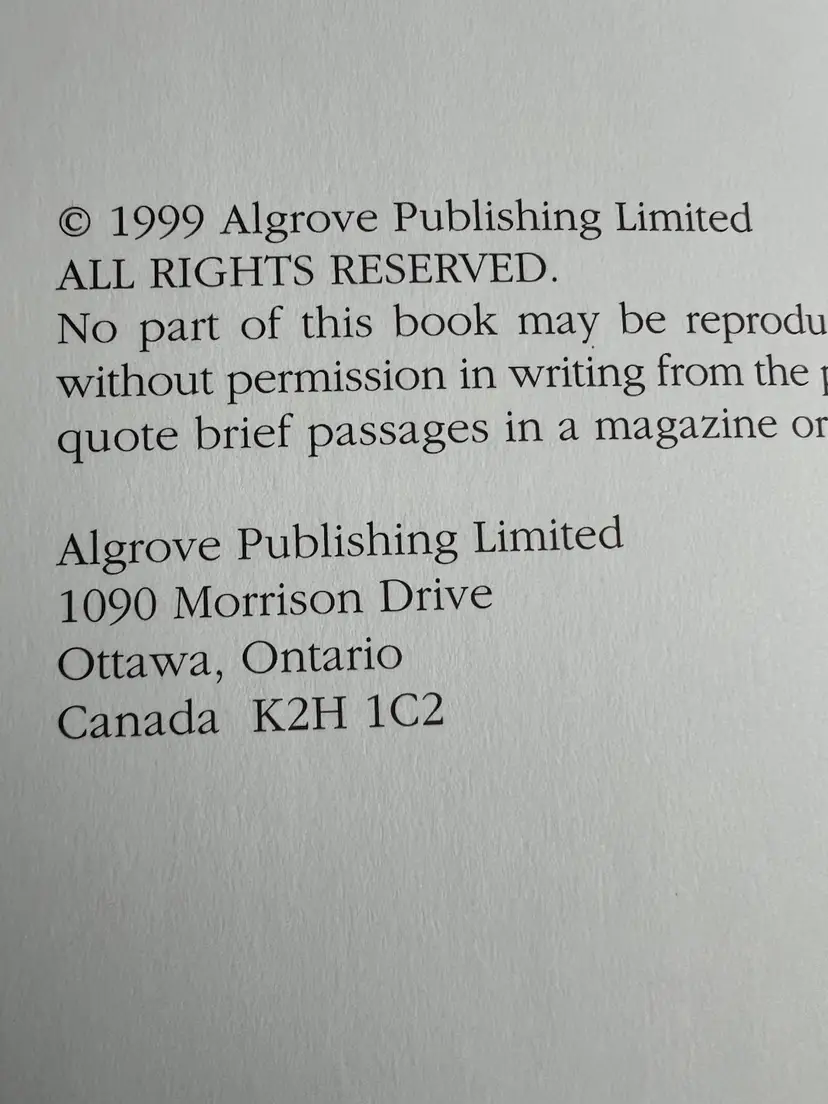 © 1999 Algrove Publishing Limited
ALL RIGHTS RESERVED.
No part of this book may be
without permission in writing from the
quote brief passages in a magazine or
Algrove Publishing Limited
1090 Morrison Drive
Ottawa, Ontario
Canada K2H 1C2